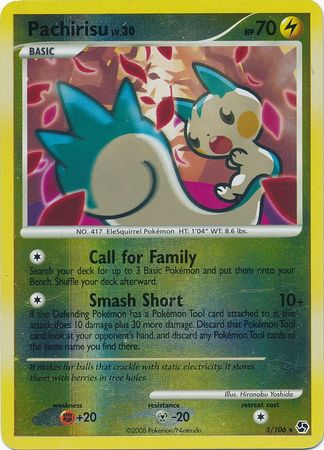 Pachirisu LV.30 HP 70
BASIC
NO. 417 EleSquirrel Pokémon HT: 1'04" WT: 8.6 lbs.
Call for Family
Search your deck for up to 3 Basic Pokémon and put them onto your
Bench. Shuffle your deck afterward.
Smash Short 10+
If the Defending Pokémon has a Pokémon Tool card attached to it, this
attack does 10 damage plus 30 more damage. Discard that Pokémon Tool
card, look at your opponent's hand, and discard any Pokémon Tool cards
of the same name you find there.
It makes fur balls that crackle with static electricity. It stores
them with berries in tree holes.
Illus. Hironobu Yoshida
weakness resistance retreat cost
+20 -20
©2008 Pokémon/Nintendo 5/106 ★